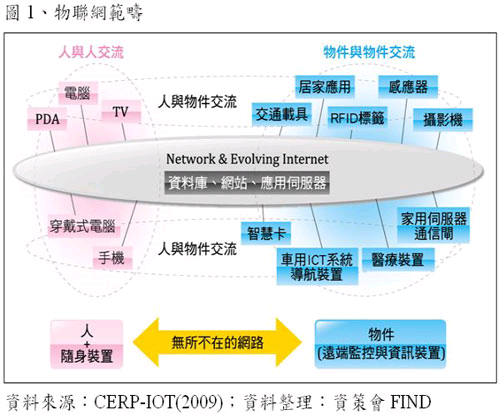 圖 1、物聯網範疇
人與人交流
物件與物件交流
電腦
PDA
TV
人與物件交流
居家應用
感應器
交通載具
RFID標籤
攝影機
Network & Evolving Internet
資料庫、網站、應用伺服器
穿戴式電腦
手機
人與物件交流
智慧卡
車用ICT系統
導航裝置
醫療裝置
家用伺服器
通信閘
人
+
隨身裝置
無所不在的網路
物件
(遠端監控與資訊裝置)
資料來源：CERP-IOT(2009)；資料整理：資策會 FIND